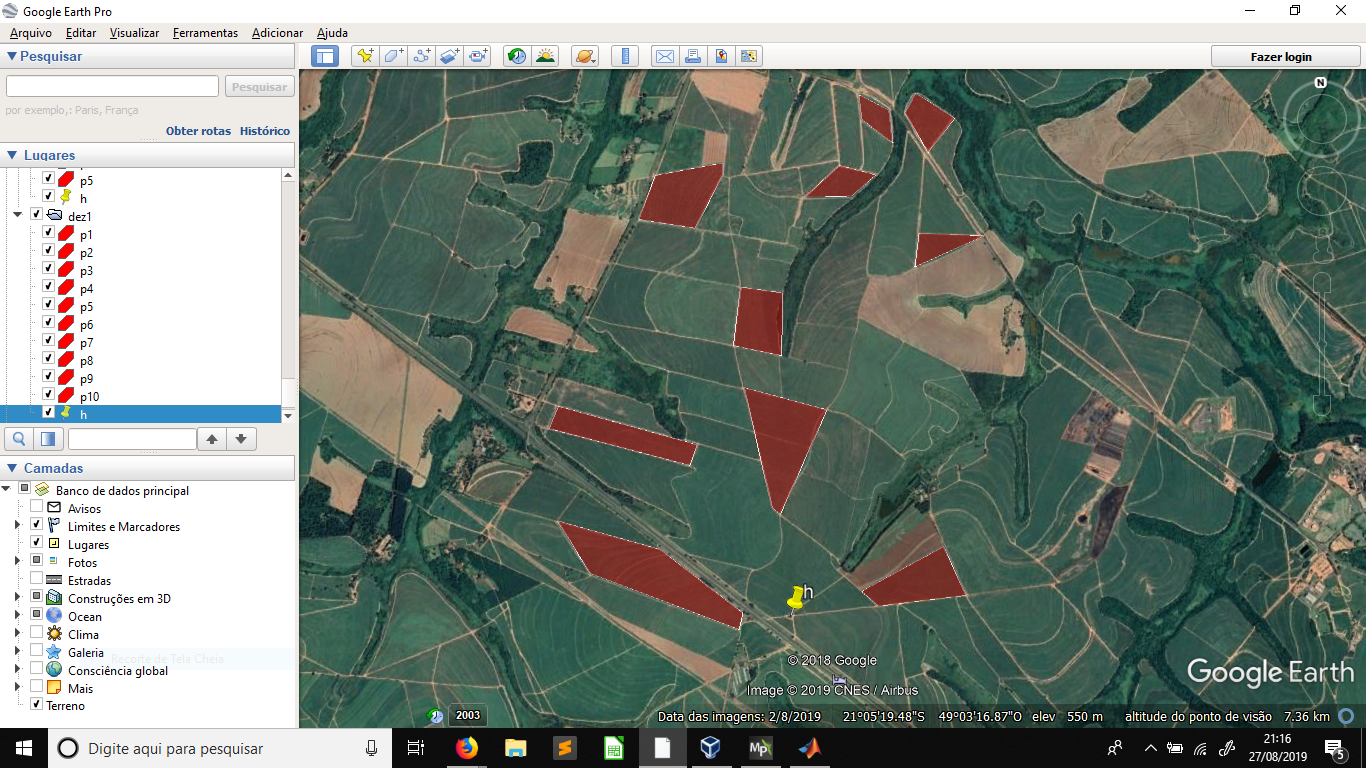 Google Earth Pro
Arquivo Editar Visualizar Ferramentas Adicionar Ajuda
Pesquisar
Fazer login
Pesquisar
por exemplo,: Paris, França
Obter rotas Histórico
Lugares
p5
h
dez1
p1
p2
p3
p4
p5
p6
p7
p8
p9
p10
h
Camadas
Banco de dados principal
Avisos
Limites e Marcadores
Lugares
Fotos
Estradas
Construções em 3D
Ocean
Clima
Galeria
Recorte de Tela Cheia
Consciência global
Mais
Terreno
N
h
© 2018 Google
Image © 2019 CNES / Airbus
Google Earth
2003
Data das imagens: 2/8/2019 21°05'19.48"S 49°03'16.87"O elev 550 m altitude do ponto de visão 7.36 km
Digite aqui para pesquisar
Mp
21:16
27/08/2019
5